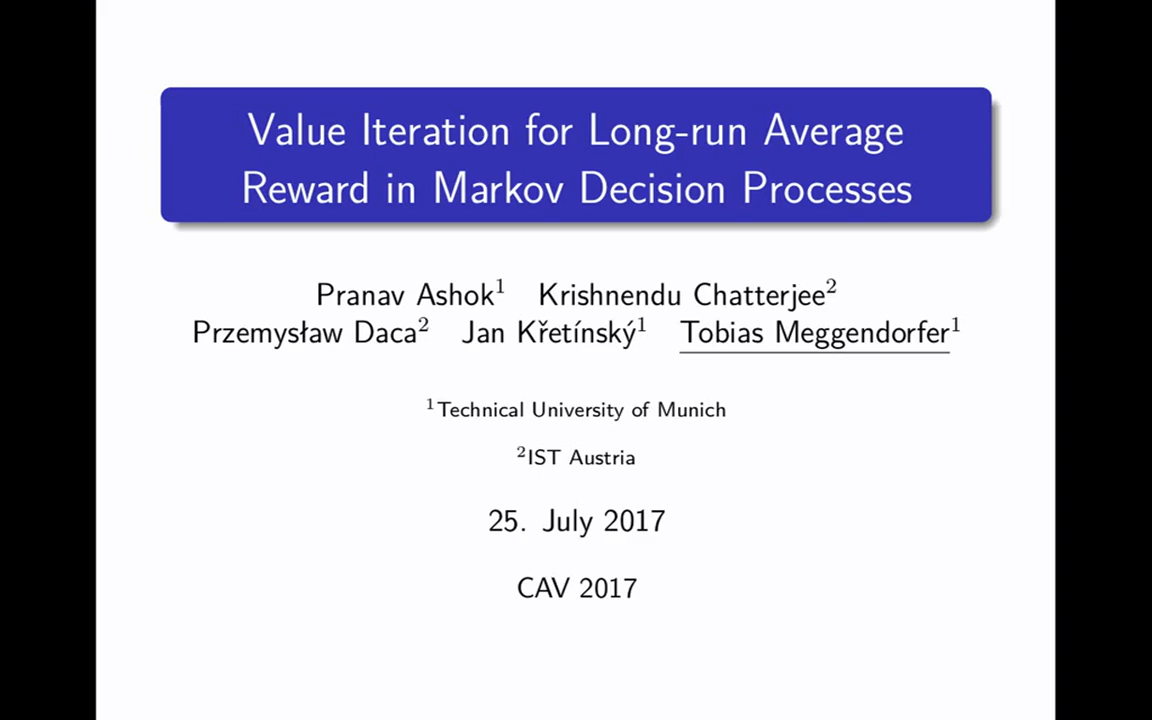 Value Iteration for Long-run Average
Reward in Markov Decision Processes
Pranav Ashok¹ Krishnendu Chatterjee²
Przemysław Daca² Jan Křetínský¹ Tobias Meggendorfer¹
¹Technical University of Munich
²IST Austria
25. July 2017
CAV 2017